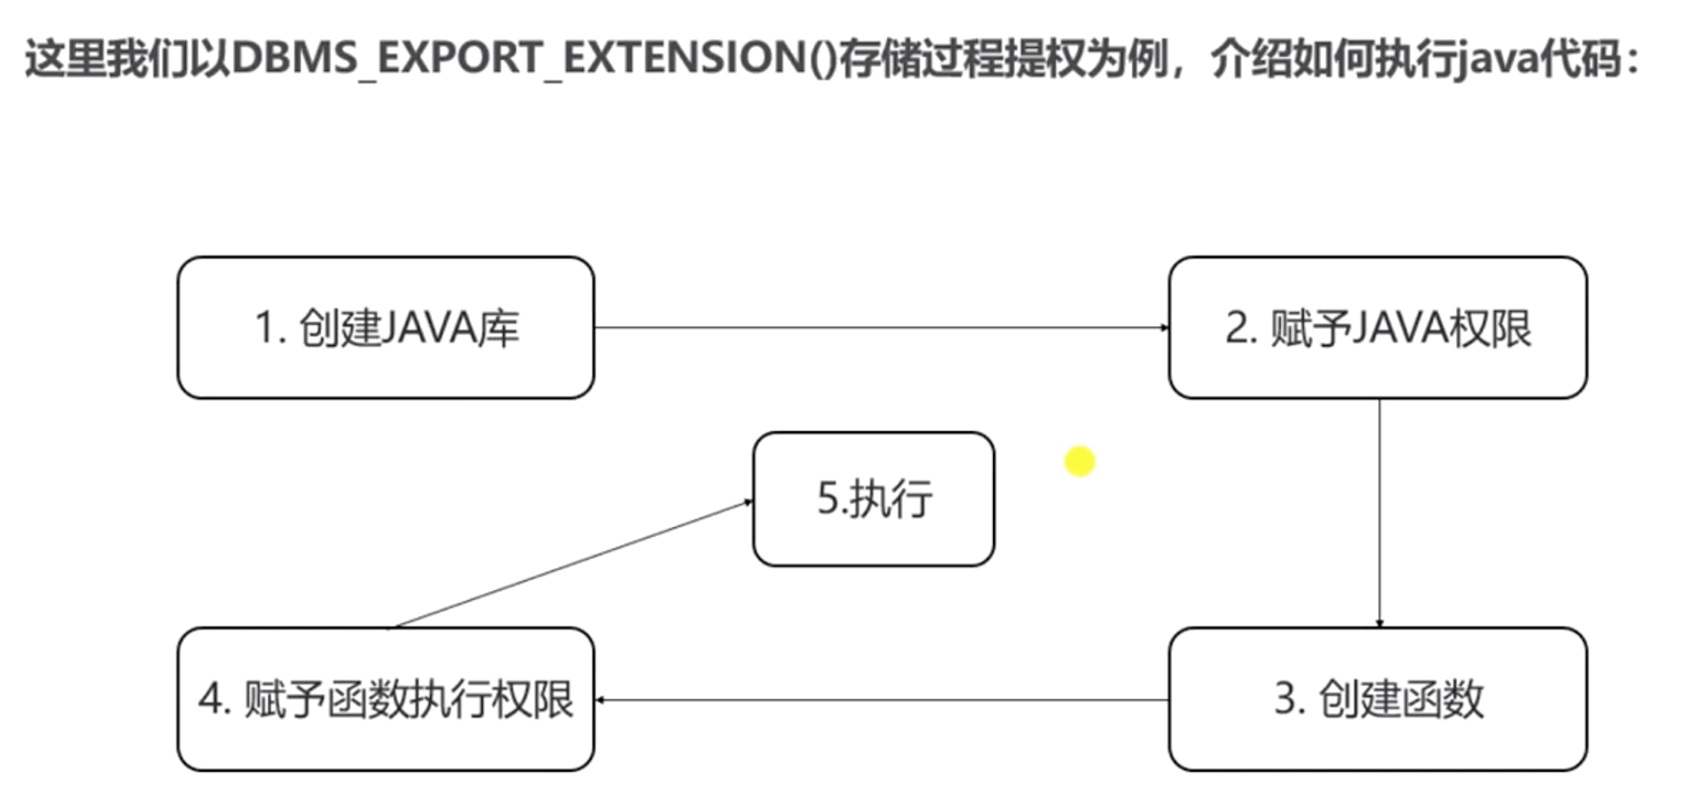 这里我们以DBMS_EXPORT_EXTENSION()存储过程提权为例，介绍如何执行java代码：
1. 创建JAVA库
2. 赋予JAVA权限
5.执行
4. 赋予函数执行权限
3. 创建函数